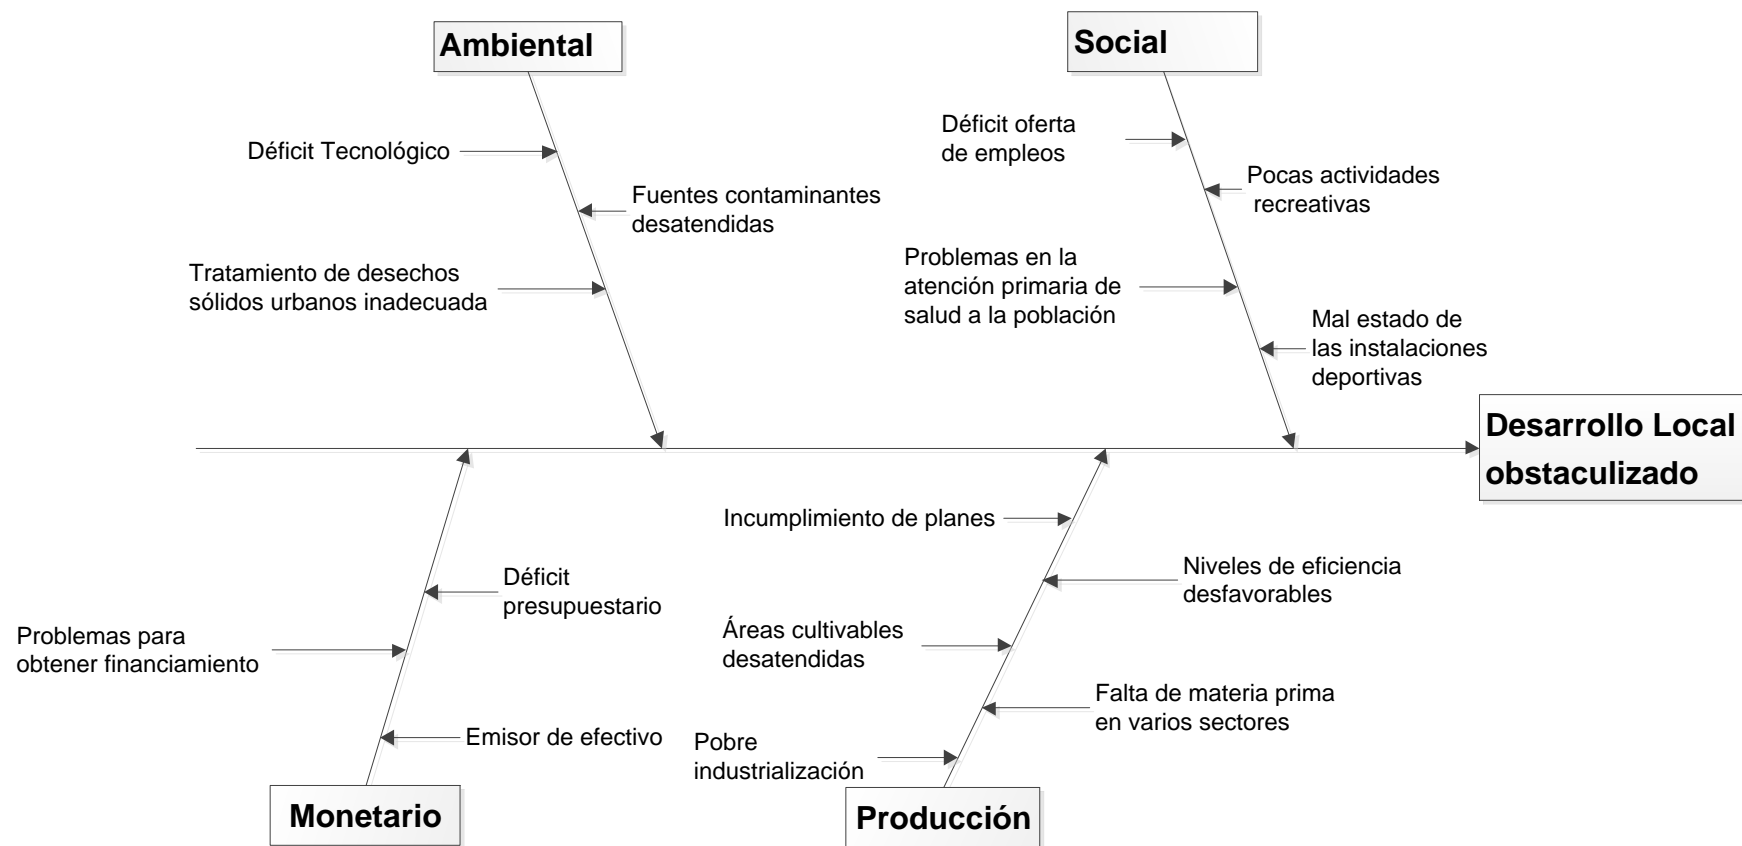 Ambiental
Social
Déficit Tecnológico
Fuentes contaminantes
desatendidas
Tratamiento de desechos
sólidos urbanos inadecuada
Déficit oferta
de empleos
Pocas actividades
recreativas
Problemas en la
atención primaria de
salud a la población
Mal estado de
las instalaciones
deportivas
Desarrollo Local
obstaculizado
Problemas para
obtener financiamiento
Déficit
presupuestario
Emisor de efectivo
Monetario
Incumplimiento de planes
Niveles de eficiencia
desfavorables
Áreas cultivables
desatendidas
Falta de materia prima
en varios sectores
Pobre
industrialización
Producción